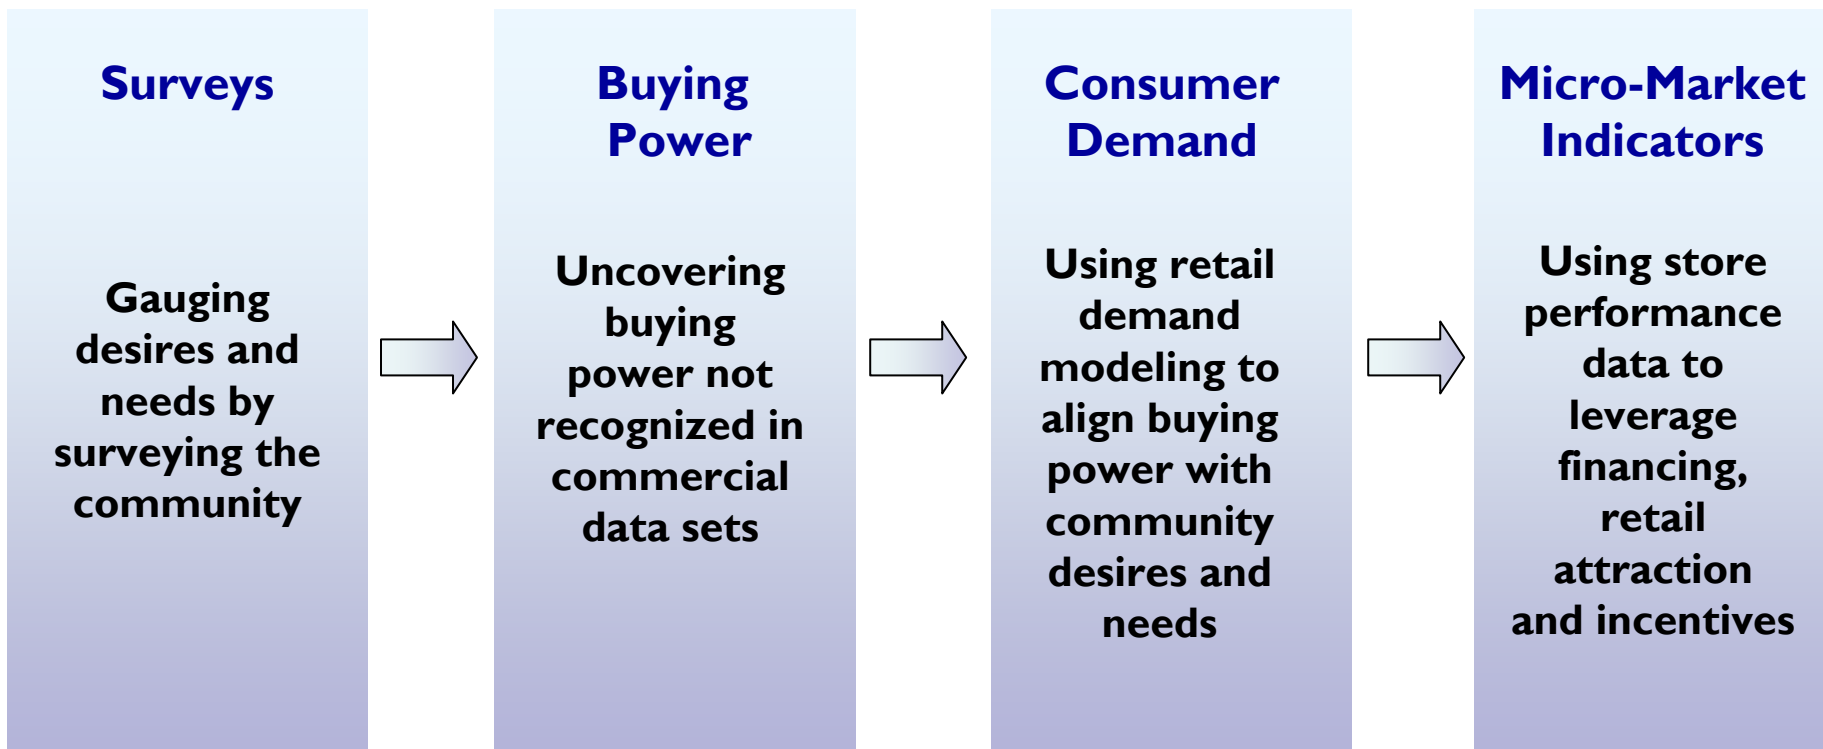 Surveys
Gauging
desires and
needs by
surveying the
community
Buying
Power
Uncovering
buying
power not
recognized in
commercial
data sets
Consumer
Demand
Using retail
demand
modeling to
align buying
power with
community
desires and
needs
Micro-Market
Indicators
Using store
performance
data to
leverage
financing,
retail
attraction
and incentives